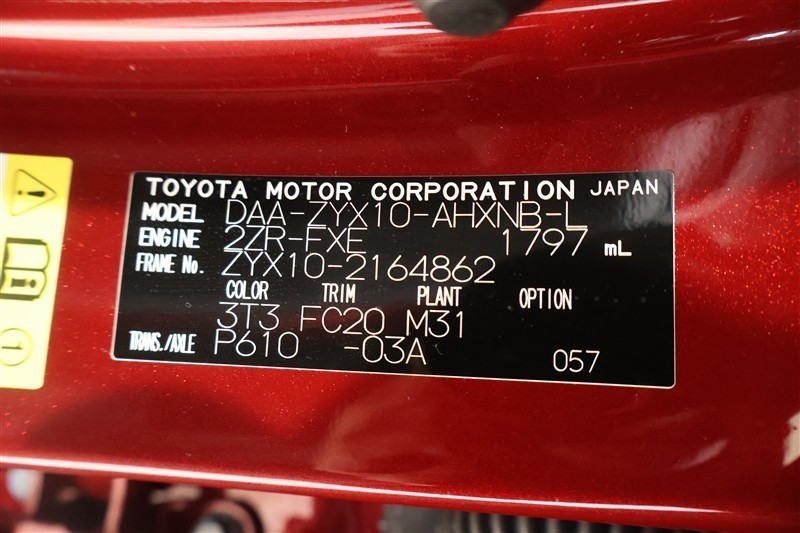 TOYOTA MOTOR CORPORATION JAPAN
MODEL DAA-ZYX10-AHXNB-L
ENGINE 2ZR-FXE 1797 mL
FRAME No. ZYX10-2164862
COLOR TRIM PLANT OPTION
3T3 FC20 M31
TRANS./AXLE P610 -03A 057